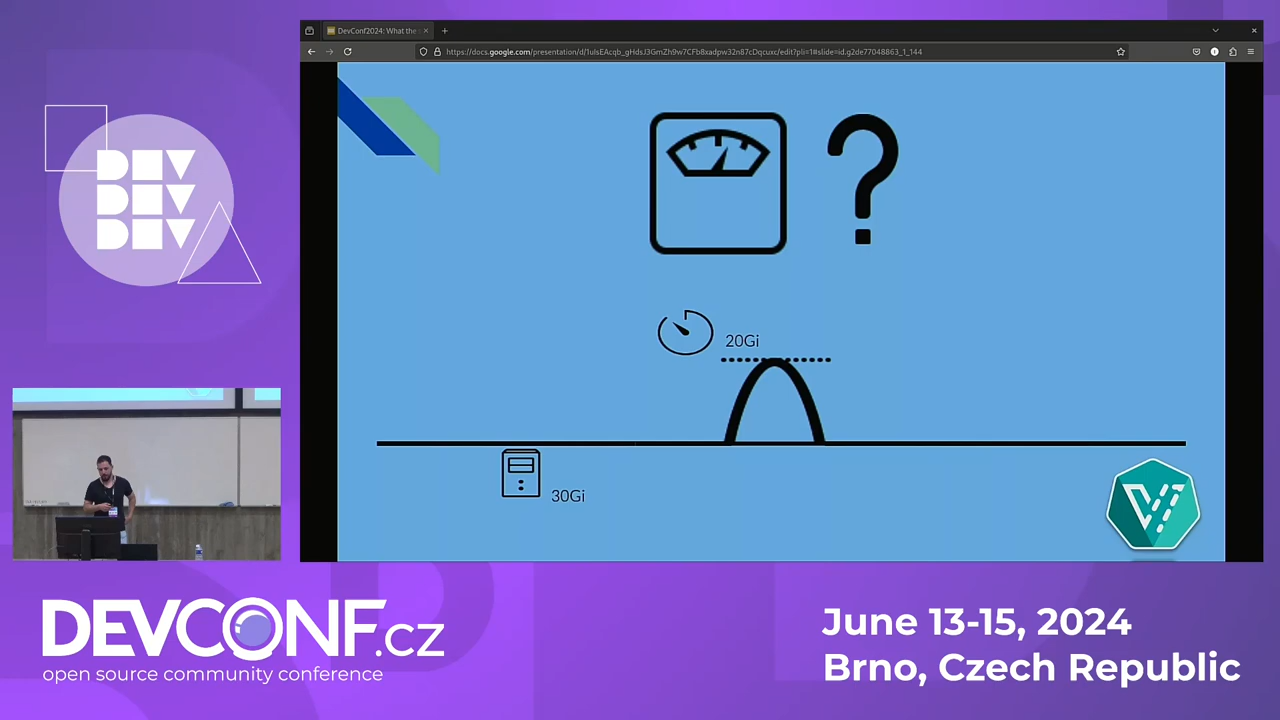 DevConf2024: What the
https://docs.google.com/presentation/d/1uIsEAcqb_gHdsJ3GmZh9w7CFb8xadpw32n87cDqcuxc/edit?pli=1#slide=id.g2de77048863_1_144
DEV
DEV
DEV
?
20Gi
30Gi
DEVCONF.cz
open source community conference
June 13-15, 2024
Brno, Czech Republic